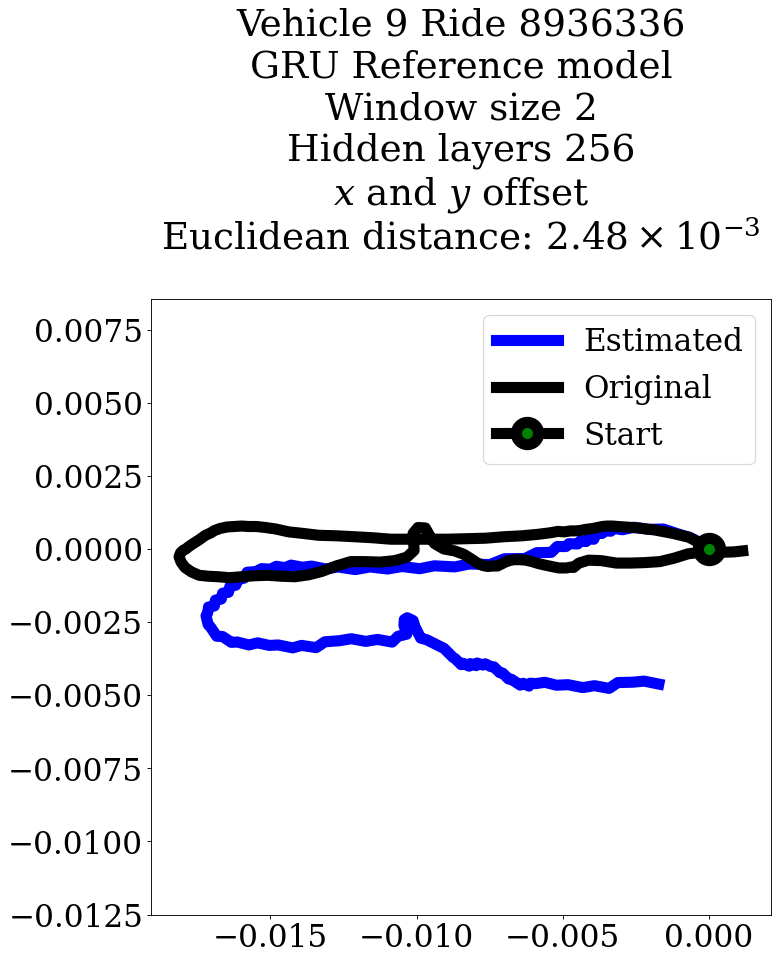 Vehicle 9 Ride 8936336
GRU Reference model
Window size 2
Hidden layers 256
x and y offset
Euclidean distance: 2.48 × 10⁻³
Estimated
Original
Start
0.0075
0.0050
0.0025
0.0000
−0.0025
−0.0050
−0.0075
−0.0100
−0.0125
−0.015 −0.010 −0.005 0.000